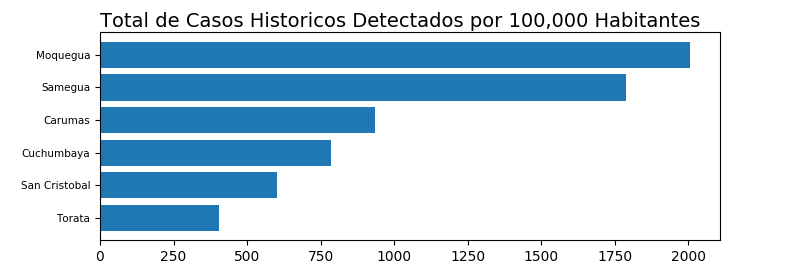 Total de Casos Historicos Detectados por 100,000 Habitantes
Moquegua
Samegua
Carumas
Cuchumbaya
San Cristobal
Torata
0 250 500 750 1000 1250 1500 1750 2000